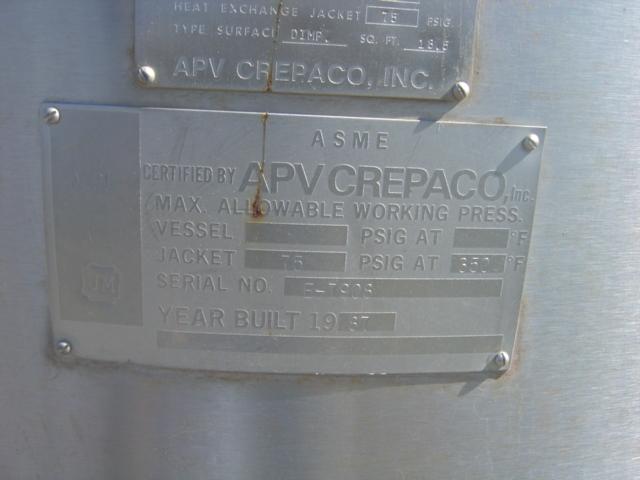 HEAT EXCHANGE JACKET 75 PSIG
TYPE SURFACE DIMP. SQ. FT. 18.5
APV CREPACO, INC.
ASME
CERTIFIED BY APV CREPACO, Inc.
MAX. ALLOWABLE WORKING PRESS.
VESSEL PSIG AT °F
JACKET 75 PSIG AT 350 °F
SERIAL NO.
YEAR BUILT 19